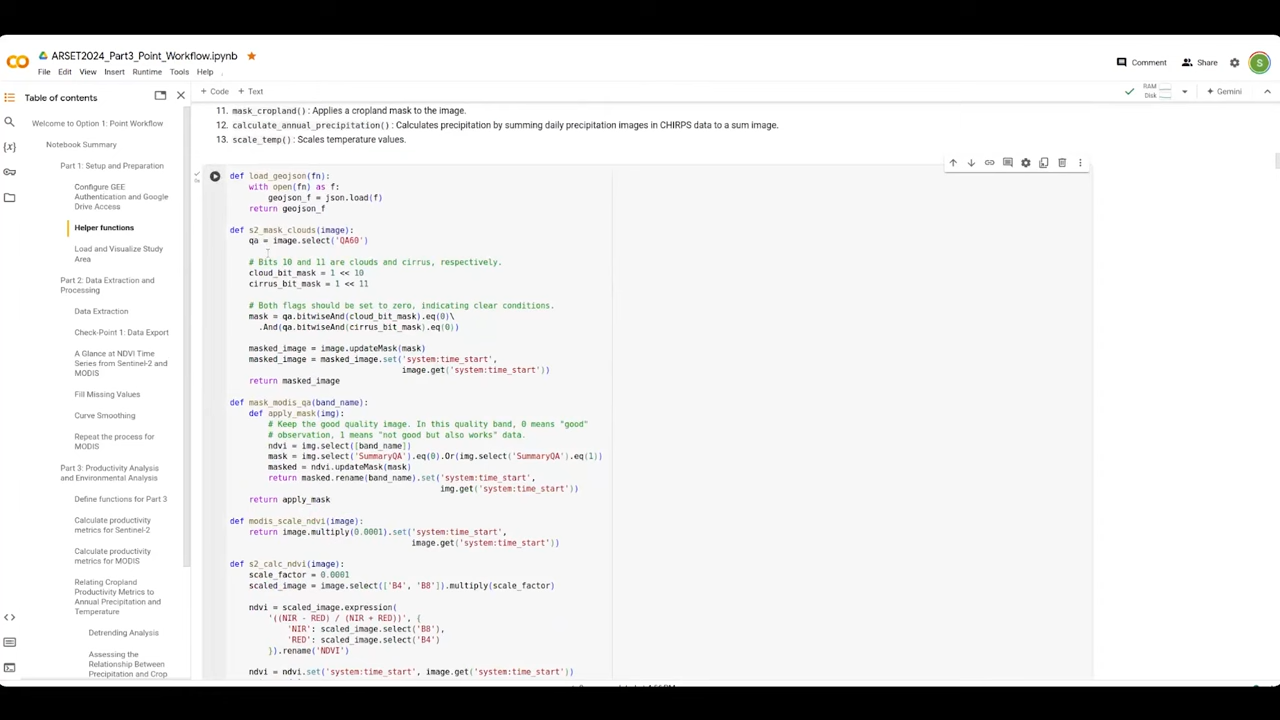 ARSET2024_Part3_Point_Workflow.ipynb
File Edit View Insert Runtime Tools Help
Comment Share S
Table of contents
+ Code + Text
RAM
Disk
Gemini
Welcome to Option 1: Point Workflow
Notebook Summary
Part 1: Setup and Preparation
Configure GEE
Authentication and Google
Drive Access
Helper functions
Load and Visualize Study
Area
Part 2: Data Extraction and
Processing
Data Extraction
Check-Point 1: Data Export
A Glance at NDVI Time
Series from Sentinel-2 and
MODIS
Fill Missing Values
Curve Smoothing
Repeat the process for
MODIS
Part 3: Productivity Analysis
and Environmental Analysis
Define functions for Part 3
Calculate productivity
metrics for Sentinel-2
Calculate productivity
metrics for MODIS
Relating Cropland
Productivity Metrics to
Annual Precipitation and
Temperature
Detrending Analysis
Assessing the
Relationship Between
Precipitation and Crop
11. mask_cropland(): Applies a cropland mask to the image.
12. calculate_annual_precipitation(): Calculates precipitation by summing daily precipitation images in CHIRPS data to a sum image.
13. scale_temp(): Scales temperature values.
def load_geojson(fn):
with open(fn) as f:
geojson_f = json.load(f)
return geojson_f
def s2_mask_clouds(image):
qa = image.select('QA60')
# Bits 10 and 11 are clouds and cirrus, respectively.
cloud_bit_mask = 1 << 10
cirrus_bit_mask = 1 << 11
# Both flags should be set to zero, indicating clear conditions.
mask = qa.bitwiseAnd(cloud_bit_mask).eq(0)\
.And(qa.bitwiseAnd(cirrus_bit_mask).eq(0))
masked_image = image.updateMask(mask)
masked_image = masked_image.set('system:time_start',
image.get('system:time_start'))
return masked_image
def mask_modis_qa(band_name):
def apply_mask(img):
# Keep the good quality image. In this quality band, 0 means "good"
# observation, 1 means "not good but also works" data.
ndvi = img.select([band_name])
mask = img.select('SummaryQA').eq(0).Or(img.select('SummaryQA').eq(1))
masked = ndvi.updateMask(mask)
return masked.rename(band_name).set('system:time_start',
img.get('system:time_start'))
return apply_mask
def modis_scale_ndvi(image):
return image.multiply(0.0001).set('system:time_start',
image.get('system:time_start'))
def s2_calc_ndvi(image):
scale_factor = 0.0001
scaled_image = image.select(['B4', 'B8']).multiply(scale_factor)
ndvi = scaled_image.expression(
'((NIR - RED) / (NIR + RED))', {
'NIR': scaled_image.select('B8'),
'RED': scaled_image.select('B4')
}).rename('NDVI')
ndvi = ndvi.set('system:time_start', image.get('system:time_start'))